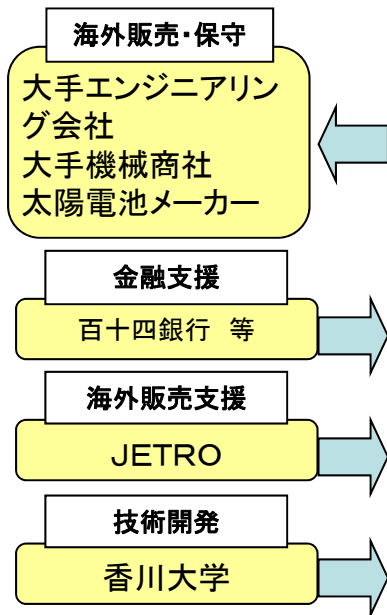 海外販売・保守
大手エンジニアリン
グ会社
大手機械商社
太陽電池メーカー
金融支援
百十四銀行　等
海外販売支援
ＪＥＴＲＯ
技術開発
香川大学